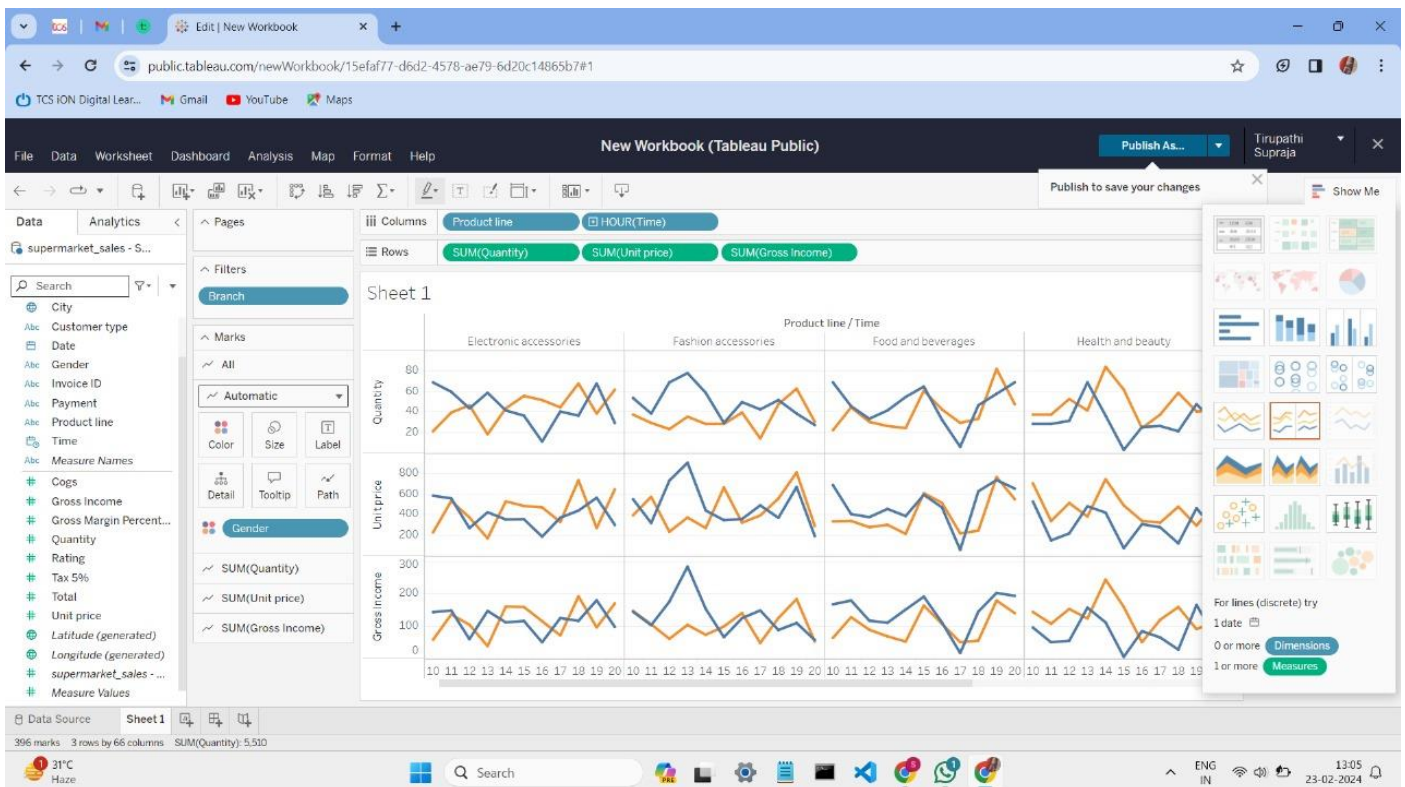 Edit | New Workbook
public.tableau.com/newWorkbook/15efaf77-d6d2-4578-ae79-6d20c14865b7#1
TCS iON Digital Lear... Gmail YouTube Maps
New Workbook (Tableau Public)
Publish As...
Tirupathi Supraja
File Data Worksheet Dashboard Analysis Map Format Help
Publish to save your changes
Show Me
Data Analytics
supermarket_sales - S...
Search
City
Abc Customer type
Date
Abc Gender
Abc Invoice ID
Abc Payment
Abc Product line
Time
Abc Measure Names
Cogs
Gross Income
Gross Margin Percent...
Quantity
Rating
Tax 5%
Total
Unit price
Latitude (generated)
Longitude (generated)
supermarket_sales - ...
Measure Values
Pages
Filters
Branch
Marks
All
Automatic
Color Size Label
Detail Tooltip Path
Gender
SUM(Quantity)
SUM(Unit price)
SUM(Gross Income)
Columns Product line HOUR(Time)
Rows SUM(Quantity) SUM(Unit price) SUM(Gross Income)
Sheet 1
Product line / Time
Electronic accessories Fashion accessories Food and beverages Health and beauty
Quantity
80
60
40
20
Unit price
800
600
400
200
Gross Income
300
200
100
0
10 11 12 13 14 15 16 17 18 19 20 10 11 12 13 14 15 16 17 18 19 20 10 11 12 13 14 15 16 17 18 19 20 10 11 12 13 14 15 16 17 18 19
For lines (discrete) try
1 date
0 or more Dimensions
1 or more Measures
Data Source Sheet 1
396 marks 3 rows by 66 columns SUM(Quantity): 5,510
1
31°C
Haze
Search
PRE
ENG
IN
13:05
23-02-2024